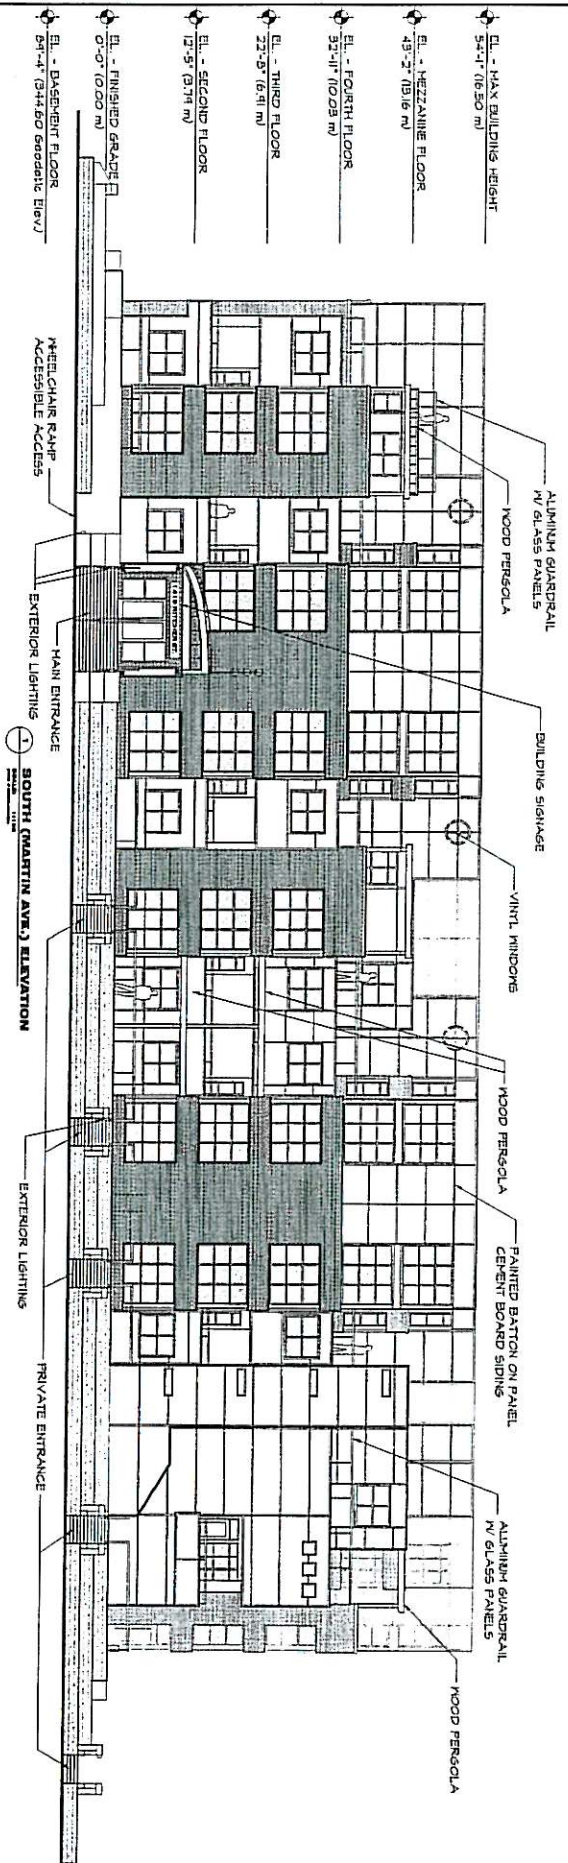 EL. - MAX BUILDING HEIGHT
54'-1" (16.50 m)
EL. - MEZZANINE FLOOR
43'-2" (13.16 m)
EL. - FOURTH FLOOR
32'-11" (10.03 m)
EL. - THIRD FLOOR
22'-8" (6.91 m)
EL. - SECOND FLOOR
12'-5" (3.79 m)
EL. - FINISHED GRADE
0'-0" (0.00 m)
EL. - BASEMENT FLOOR
(344.60 Geodetic Elev.)
ALUMINUM GUARDRAIL
W/ GLASS PANELS
WOOD PERGOLA
BUILDING SIGNAGE
VINYL WINDOWS
WOOD PERGOLA
PAINTED BATTON ON PANEL
CEMENT BOARD SIDING
ALUMINUM GUARDRAIL
W/ GLASS PANELS
WOOD PERGOLA
WHEELCHAIR RAMP
ACCESSIBLE ACCESS
EXTERIOR LIGHTING
MAIN ENTRANCE
EXTERIOR LIGHTING
PRIVATE ENTRANCE
1
SOUTH (MARTIN AVE.) ELEVATION